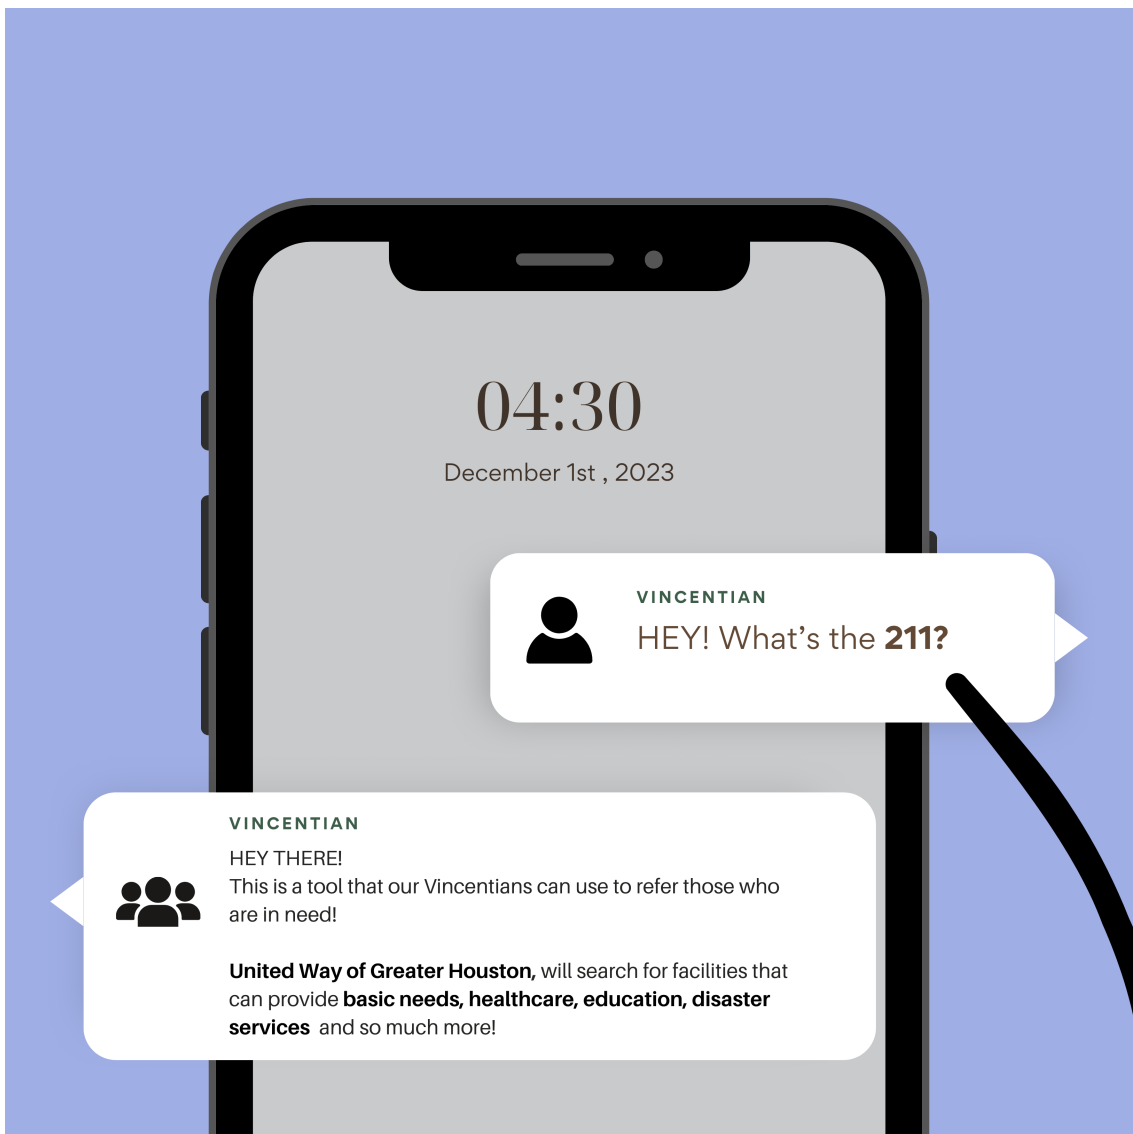 04:30
December 1st , 2023
VINCENTIAN
HEY! What’s the 211?
VINCENTIAN
HEY THERE!
This is a tool that our Vincentians can use to refer those who
are in need!
United Way of Greater Houston, will search for facilities that
can provide basic needs, healthcare, education, disaster
services and so much more!